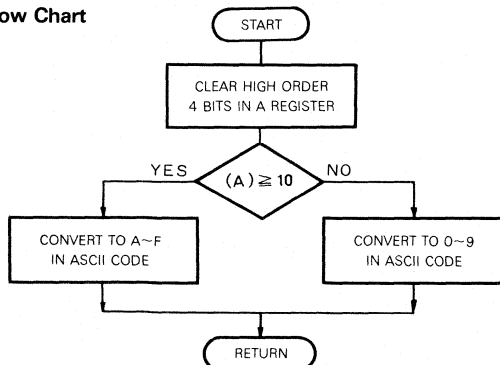 ow Chart
START
CLEAR HIGH ORDER
4 BITS IN A REGISTER
YES
(A) ≧ 10
NO
CONVERT TO A~F
IN ASCII CODE
CONVERT TO 0~9
IN ASCII CODE
RETURN